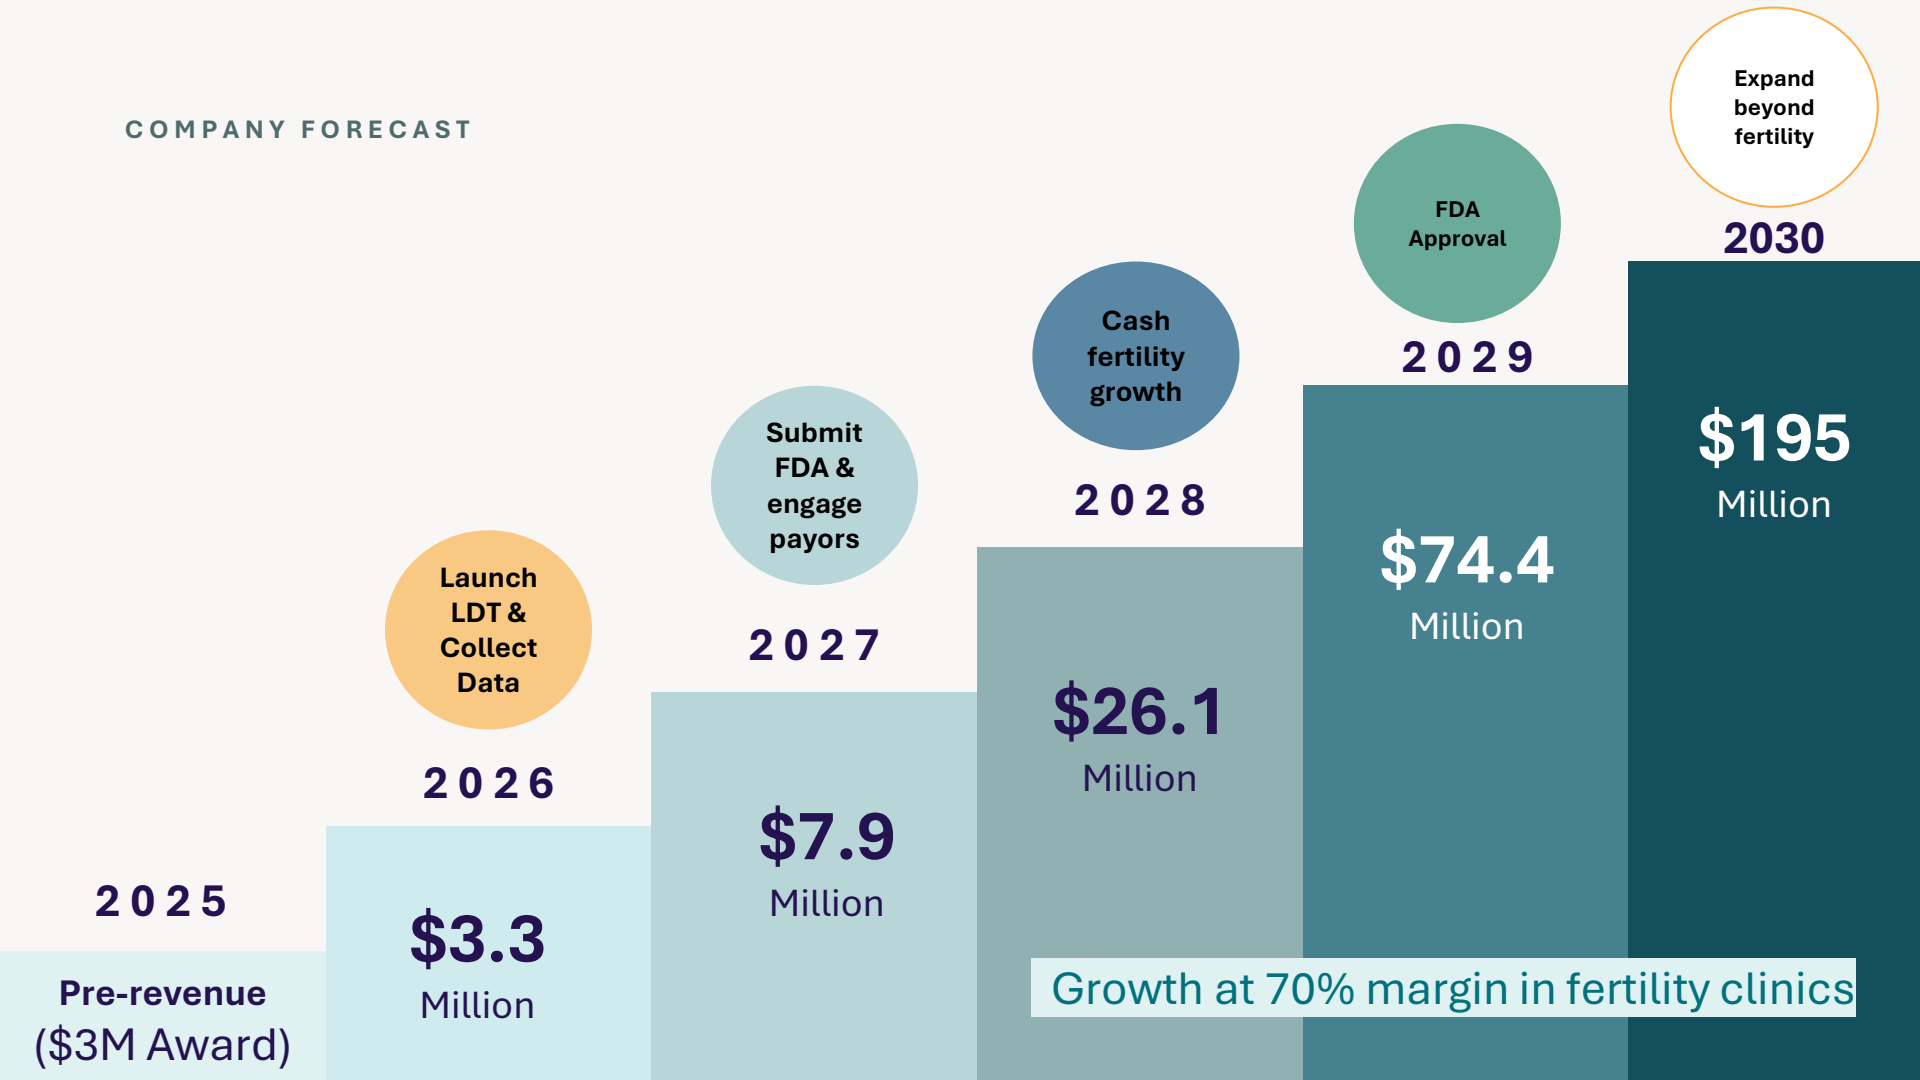 COMPANY FORECAST
2025
Pre-revenue
($3M Award)
Launch
LDT &
Collect
Data
2026
$3.3
Million
Submit
FDA &
engage
payors
2027
$7.9
Million
Cash
fertility
growth
2028
$26.1
Million
FDA
Approval
2029
$74.4
Million
Expand
beyond
fertility
2030
$195
Million
Growth at 70% margin in fertility clinics